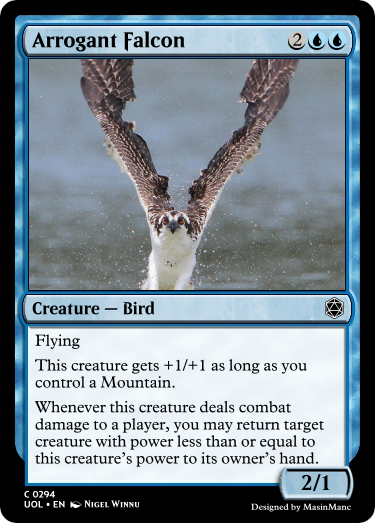 Arrogant Falcon 2
Creature — Bird
Flying
This creature gets +1/+1 as long as you
control a Mountain.
Whenever this creature deals combat
damage to a player, you may return target
creature with power less than or equal to
this creature's power to its owner's hand.
2/1
C 0294
UOL • EN Nigel Winnu
Designed by MasinManc